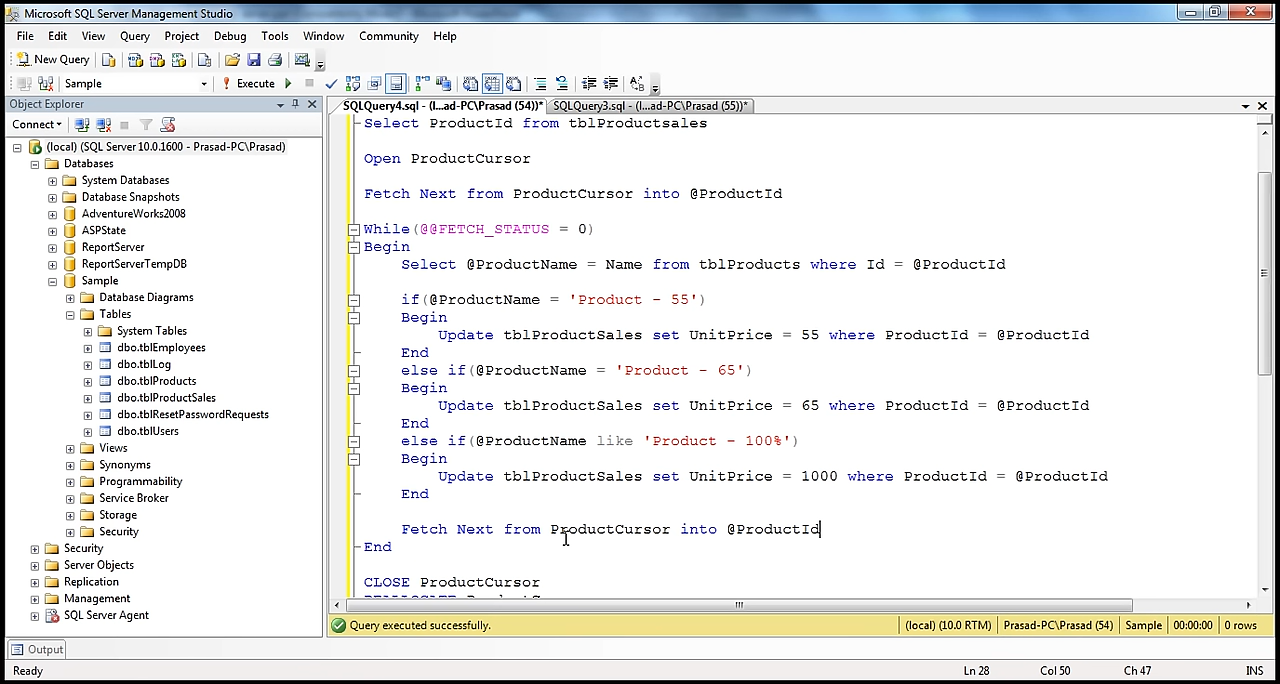 Microsoft SQL Server Management Studio
File Edit View Query Project Debug Tools Window Community Help
New Query
Sample Execute
Object Explorer
SQLQuery4.sql - (l...ad-PC\Prasad (54))* SQLQuery3.sql - (l...ad-PC\Prasad (55))*
Connect
(local) (SQL Server 10.0.1600 - Prasad-PC\Prasad)
Databases
System Databases
Database Snapshots
AdventureWorks2008
ASPState
ReportServer
ReportServerTempDB
Sample
Database Diagrams
Tables
System Tables
dbo.tblEmployees
dbo.tblLog
dbo.tblProducts
dbo.tblProductSales
dbo.tblResetPasswordRequests
dbo.tblUsers
Views
Synonyms
Programmability
Service Broker
Storage
Security
Security
Server Objects
Replication
Management
SQL Server Agent
Select ProductId from tblProductsales
Open ProductCursor
Fetch Next from ProductCursor into @ProductId
While(@@FETCH_STATUS = 0)
Begin
Select @ProductName = Name from tblProducts where Id = @ProductId
if(@ProductName = 'Product - 55')
Begin
Update tblProductSales set UnitPrice = 55 where ProductId = @ProductId
End
else if(@ProductName = 'Product - 65')
Begin
Update tblProductSales set UnitPrice = 65 where ProductId = @ProductId
End
else if(@ProductName like 'Product - 100%')
Begin
Update tblProductSales set UnitPrice = 1000 where ProductId = @ProductId
End
Fetch Next from ProductCursor into @ProductId
End
CLOSE ProductCursor
Query executed successfully. (local) (10.0 RTM) Prasad-PC\Prasad (54) Sample 00:00:00 0 rows
Output
Ready Ln 28 Col 50 Ch 47 INS